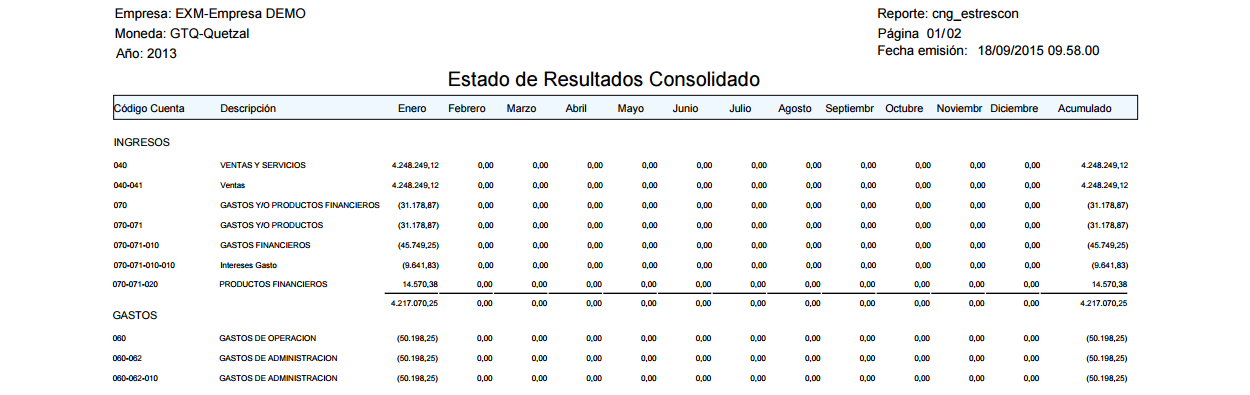 Empresa: EXM-Empresa DEMO Reporte: cng_estrescon
Moneda: GTQ-Quetzal Página 01/02
Año: 2013 Fecha emisión: 18/09/2015 09.58.00
Estado de Resultados Consolidado
Código Cuenta Descripción Enero Febrero Marzo Abril Mayo Junio Julio Agosto Septiembr Octubre Noviembr Diciembre Acumulado
INGRESOS
040 VENTAS Y SERVICIOS 4.248.249,12 0,00 0,00 0,00 0,00 0,00 0,00 0,00 0,00 0,00 0,00 0,00 4.248.249,12
040-041 Ventas 4.248.249,12 0,00 0,00 0,00 0,00 0,00 0,00 0,00 0,00 0,00 0,00 0,00 4.248.249,12
070 GASTOS Y/O PRODUCTOS FINANCIEROS (31.178,87) 0,00 0,00 0,00 0,00 0,00 0,00 0,00 0,00 0,00 0,00 0,00 (31.178,87)
070-071 GASTOS Y/O PRODUCTOS (31.178,87) 0,00 0,00 0,00 0,00 0,00 0,00 0,00 0,00 0,00 0,00 0,00 (31.178,87)
070-071-010 GASTOS FINANCIEROS (45.749,25) 0,00 0,00 0,00 0,00 0,00 0,00 0,00 0,00 0,00 0,00 0,00 (45.749,25)
070-071-010-010 Intereses Gasto (9.641,83) 0,00 0,00 0,00 0,00 0,00 0,00 0,00 0,00 0,00 0,00 0,00 (9.641,83)
070-071-020 PRODUCTOS FINANCIEROS 14.570,38 0,00 0,00 0,00 0,00 0,00 0,00 0,00 0,00 0,00 0,00 0,00 14.570,38
4.217.070,25 0,00 0,00 0,00 0,00 0,00 0,00 0,00 0,00 0,00 0,00 0,00 4.217.070,25
GASTOS
060 GASTOS DE OPERACION (50.198,25) 0,00 0,00 0,00 0,00 0,00 0,00 0,00 0,00 0,00 0,00 0,00 (50.198,25)
060-062 GASTOS DE ADMINISTRACION (50.198,25) 0,00 0,00 0,00 0,00 0,00 0,00 0,00 0,00 0,00 0,00 0,00 (50.198,25)
060-062-010 GASTOS DE ADMINISTRACION (50.198,25) 0,00 0,00 0,00 0,00 0,00 0,00 0,00 0,00 0,00 0,00 0,00 (50.198,25)